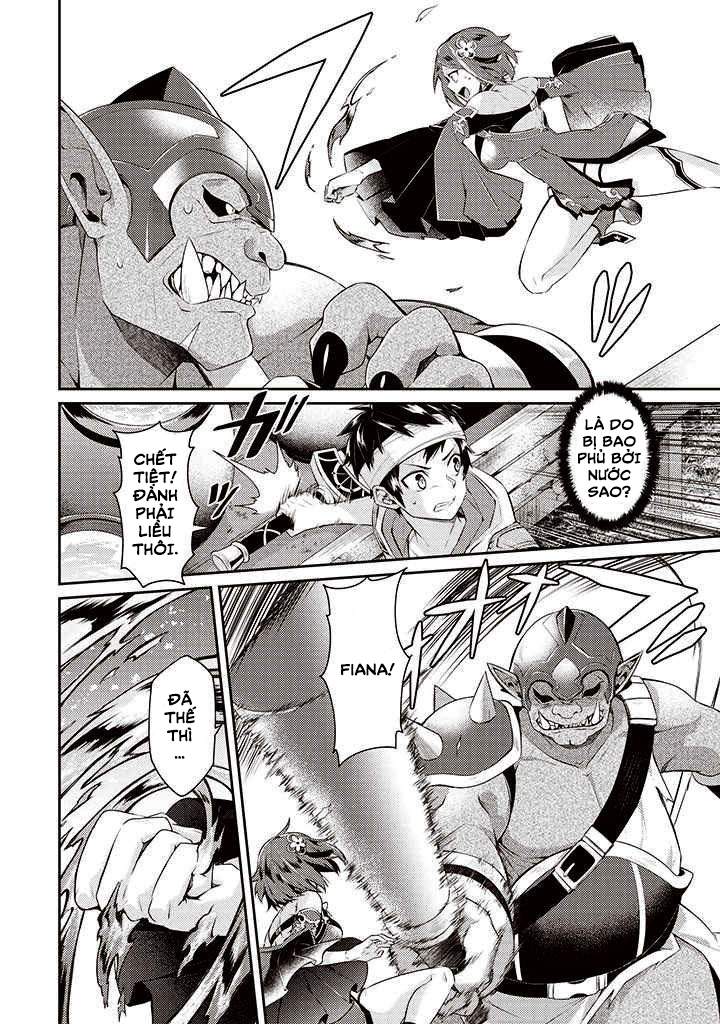 LÀ DO
BỊ BAO
PHỦ BỞI
NƯỚC
SAO?
CHẾT
TIỆT!
ĐÀNH
PHẢI
LIỀU
THÔI.
FIANA!
ĐÃ
THẾ
THÌ
...